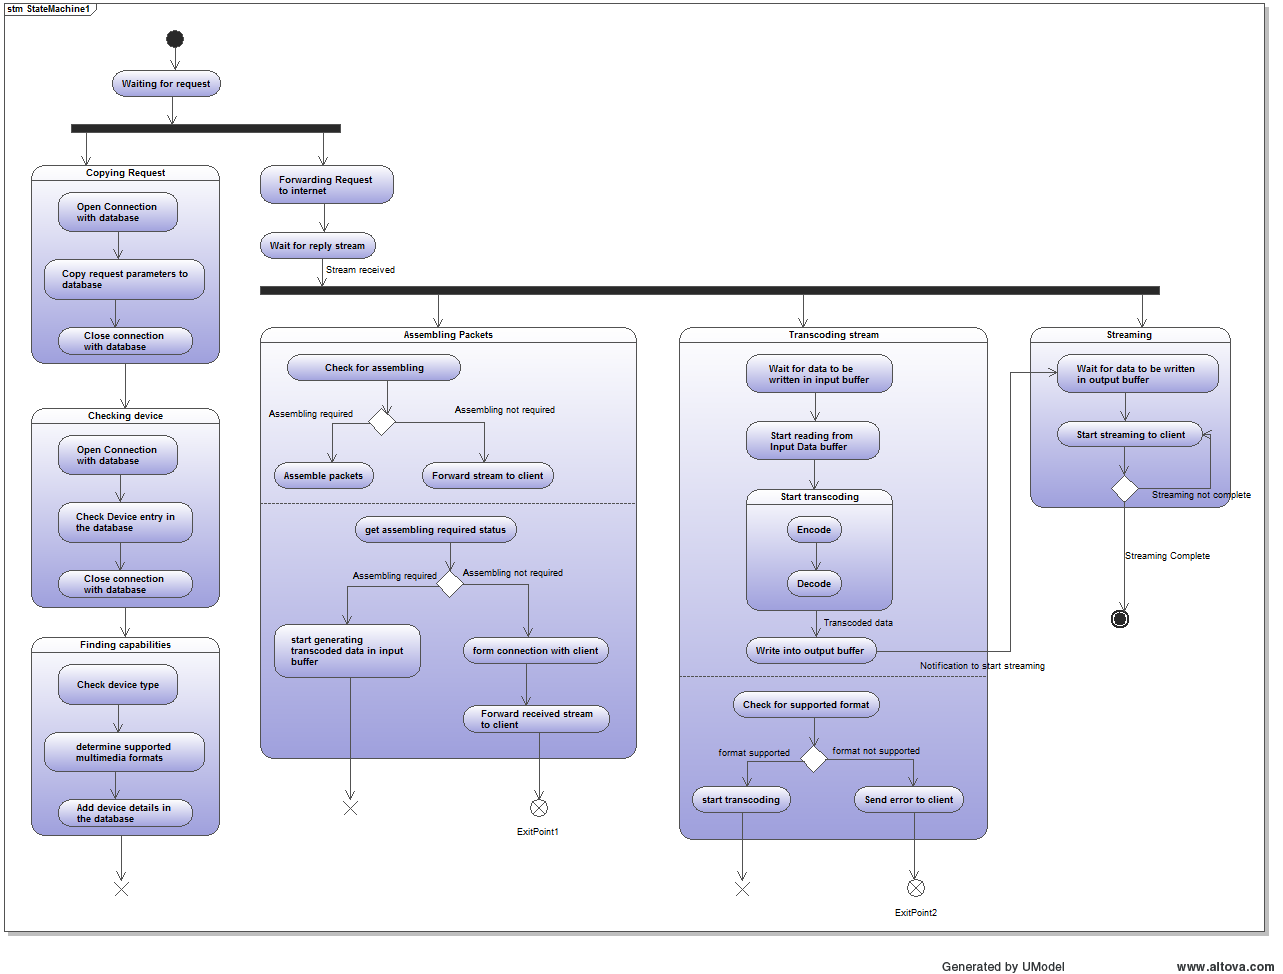 stm StateMachine1
Waiting for request
Copying Request
Open Connection
with database
Copy request parameters to
database
Close connection
with database
Checking device
Open Connection
with database
Check Device entry in
the database
Close connection
with database
Finding capabilities
Check device type
determine supported
multimedia formats
Add device details in
the database
Forwarding Request
to internet
Wait for reply stream
Stream received
Assembling Packets
Check for assembling
Assembling required
Assembling not required
Assemble packets
Forward stream to client
get assembling required status
Assembling required
Assembling not required
start generating
transcoded data in input
buffer
form connection with client
Forward received stream
to client
ExitPoint1
Transcoding stream
Wait for data to be
written in input buffer
Start reading from
Input Data buffer
Start transcoding
Encode
Decode
Transcoded data
Write into output buffer
Notification to start streaming
Check for supported format
format supported
format not supported
start transcoding
Send error to client
ExitPoint2
Streaming
Wait for data to be written
in output buffer
Start streaming to client
Streaming not complete
Streaming Complete
Generated by UModel
www.altova.com